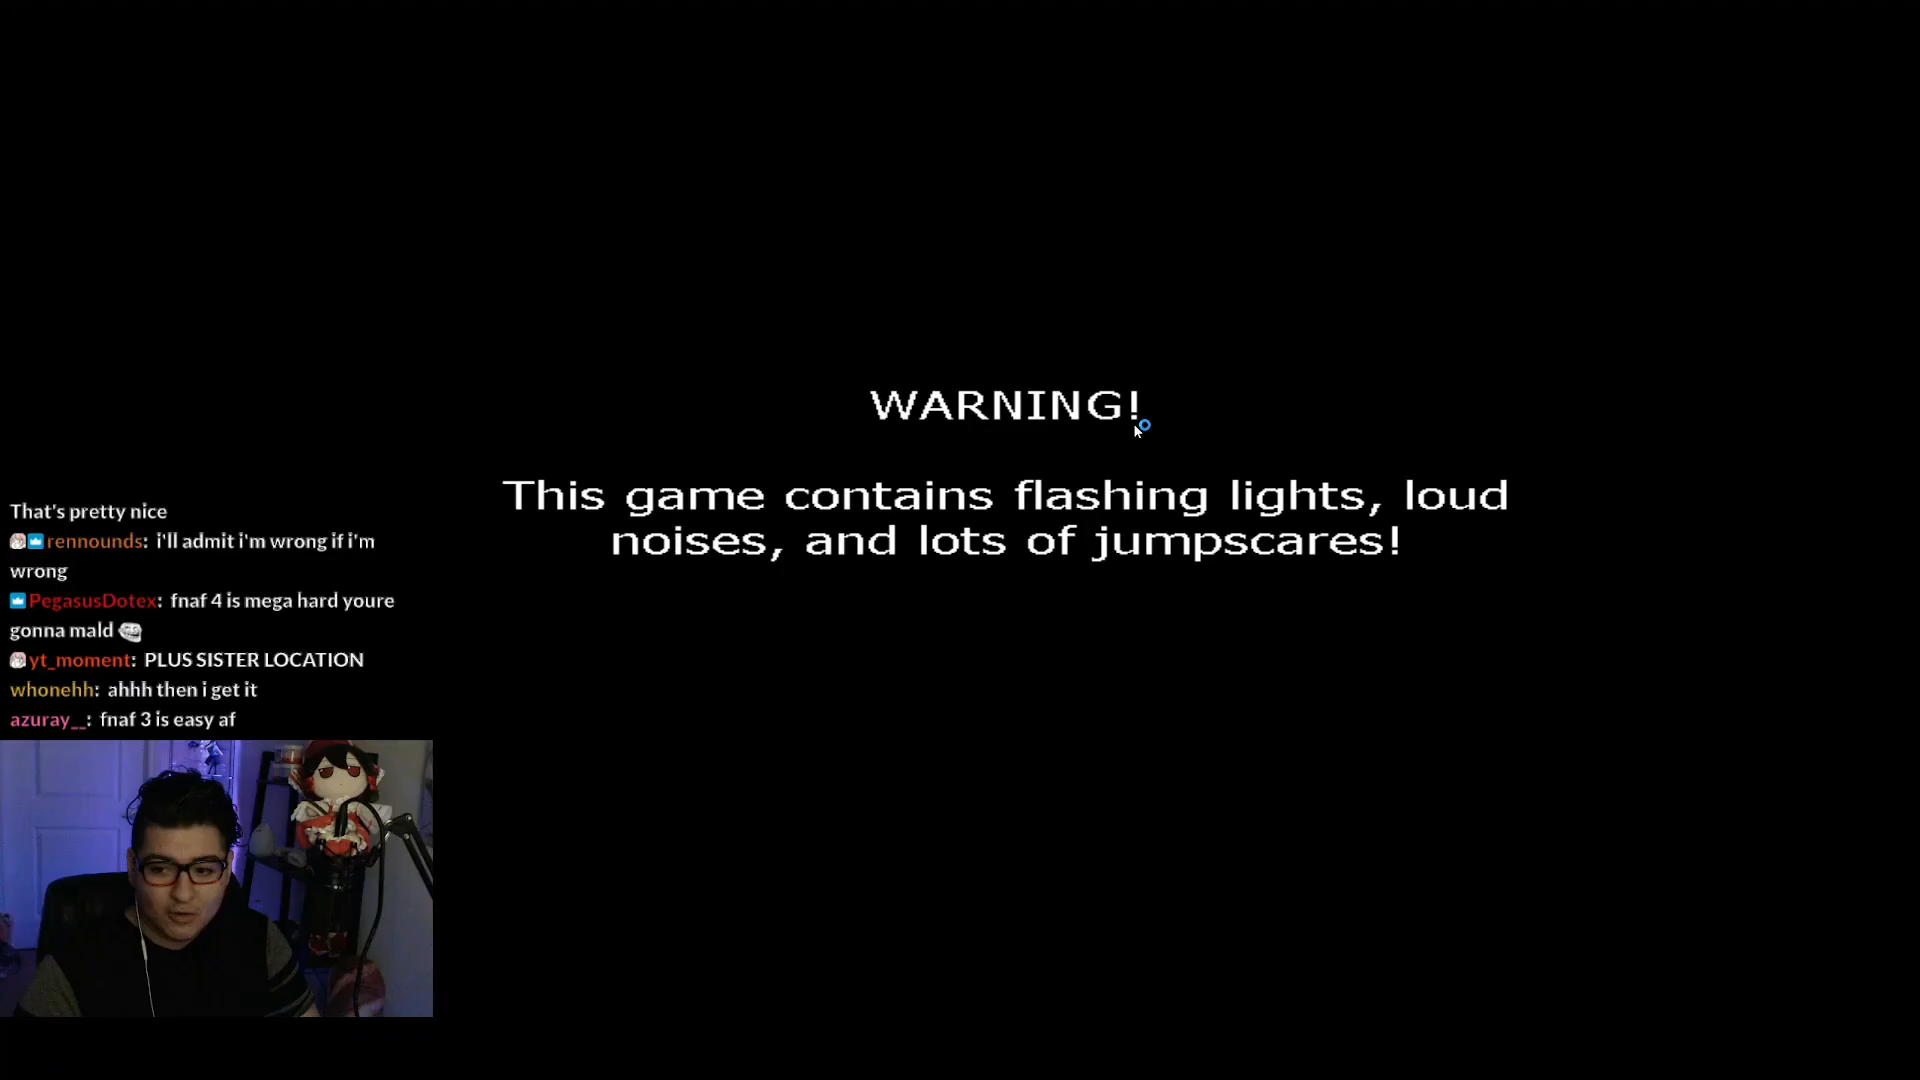 WARNING!
This game contains flashing lights, loud
noises, and lots of jumpscares!
That's pretty nice
rennounds: i'll admit i'm wrong if i'm
wrong
PegasusDotex: fnaf 4 is mega hard youre
gonna mald
yt_moment: PLUS SISTER LOCATION
whonehh: ahhh then i get it
azuray__: fnaf 3 is easy af